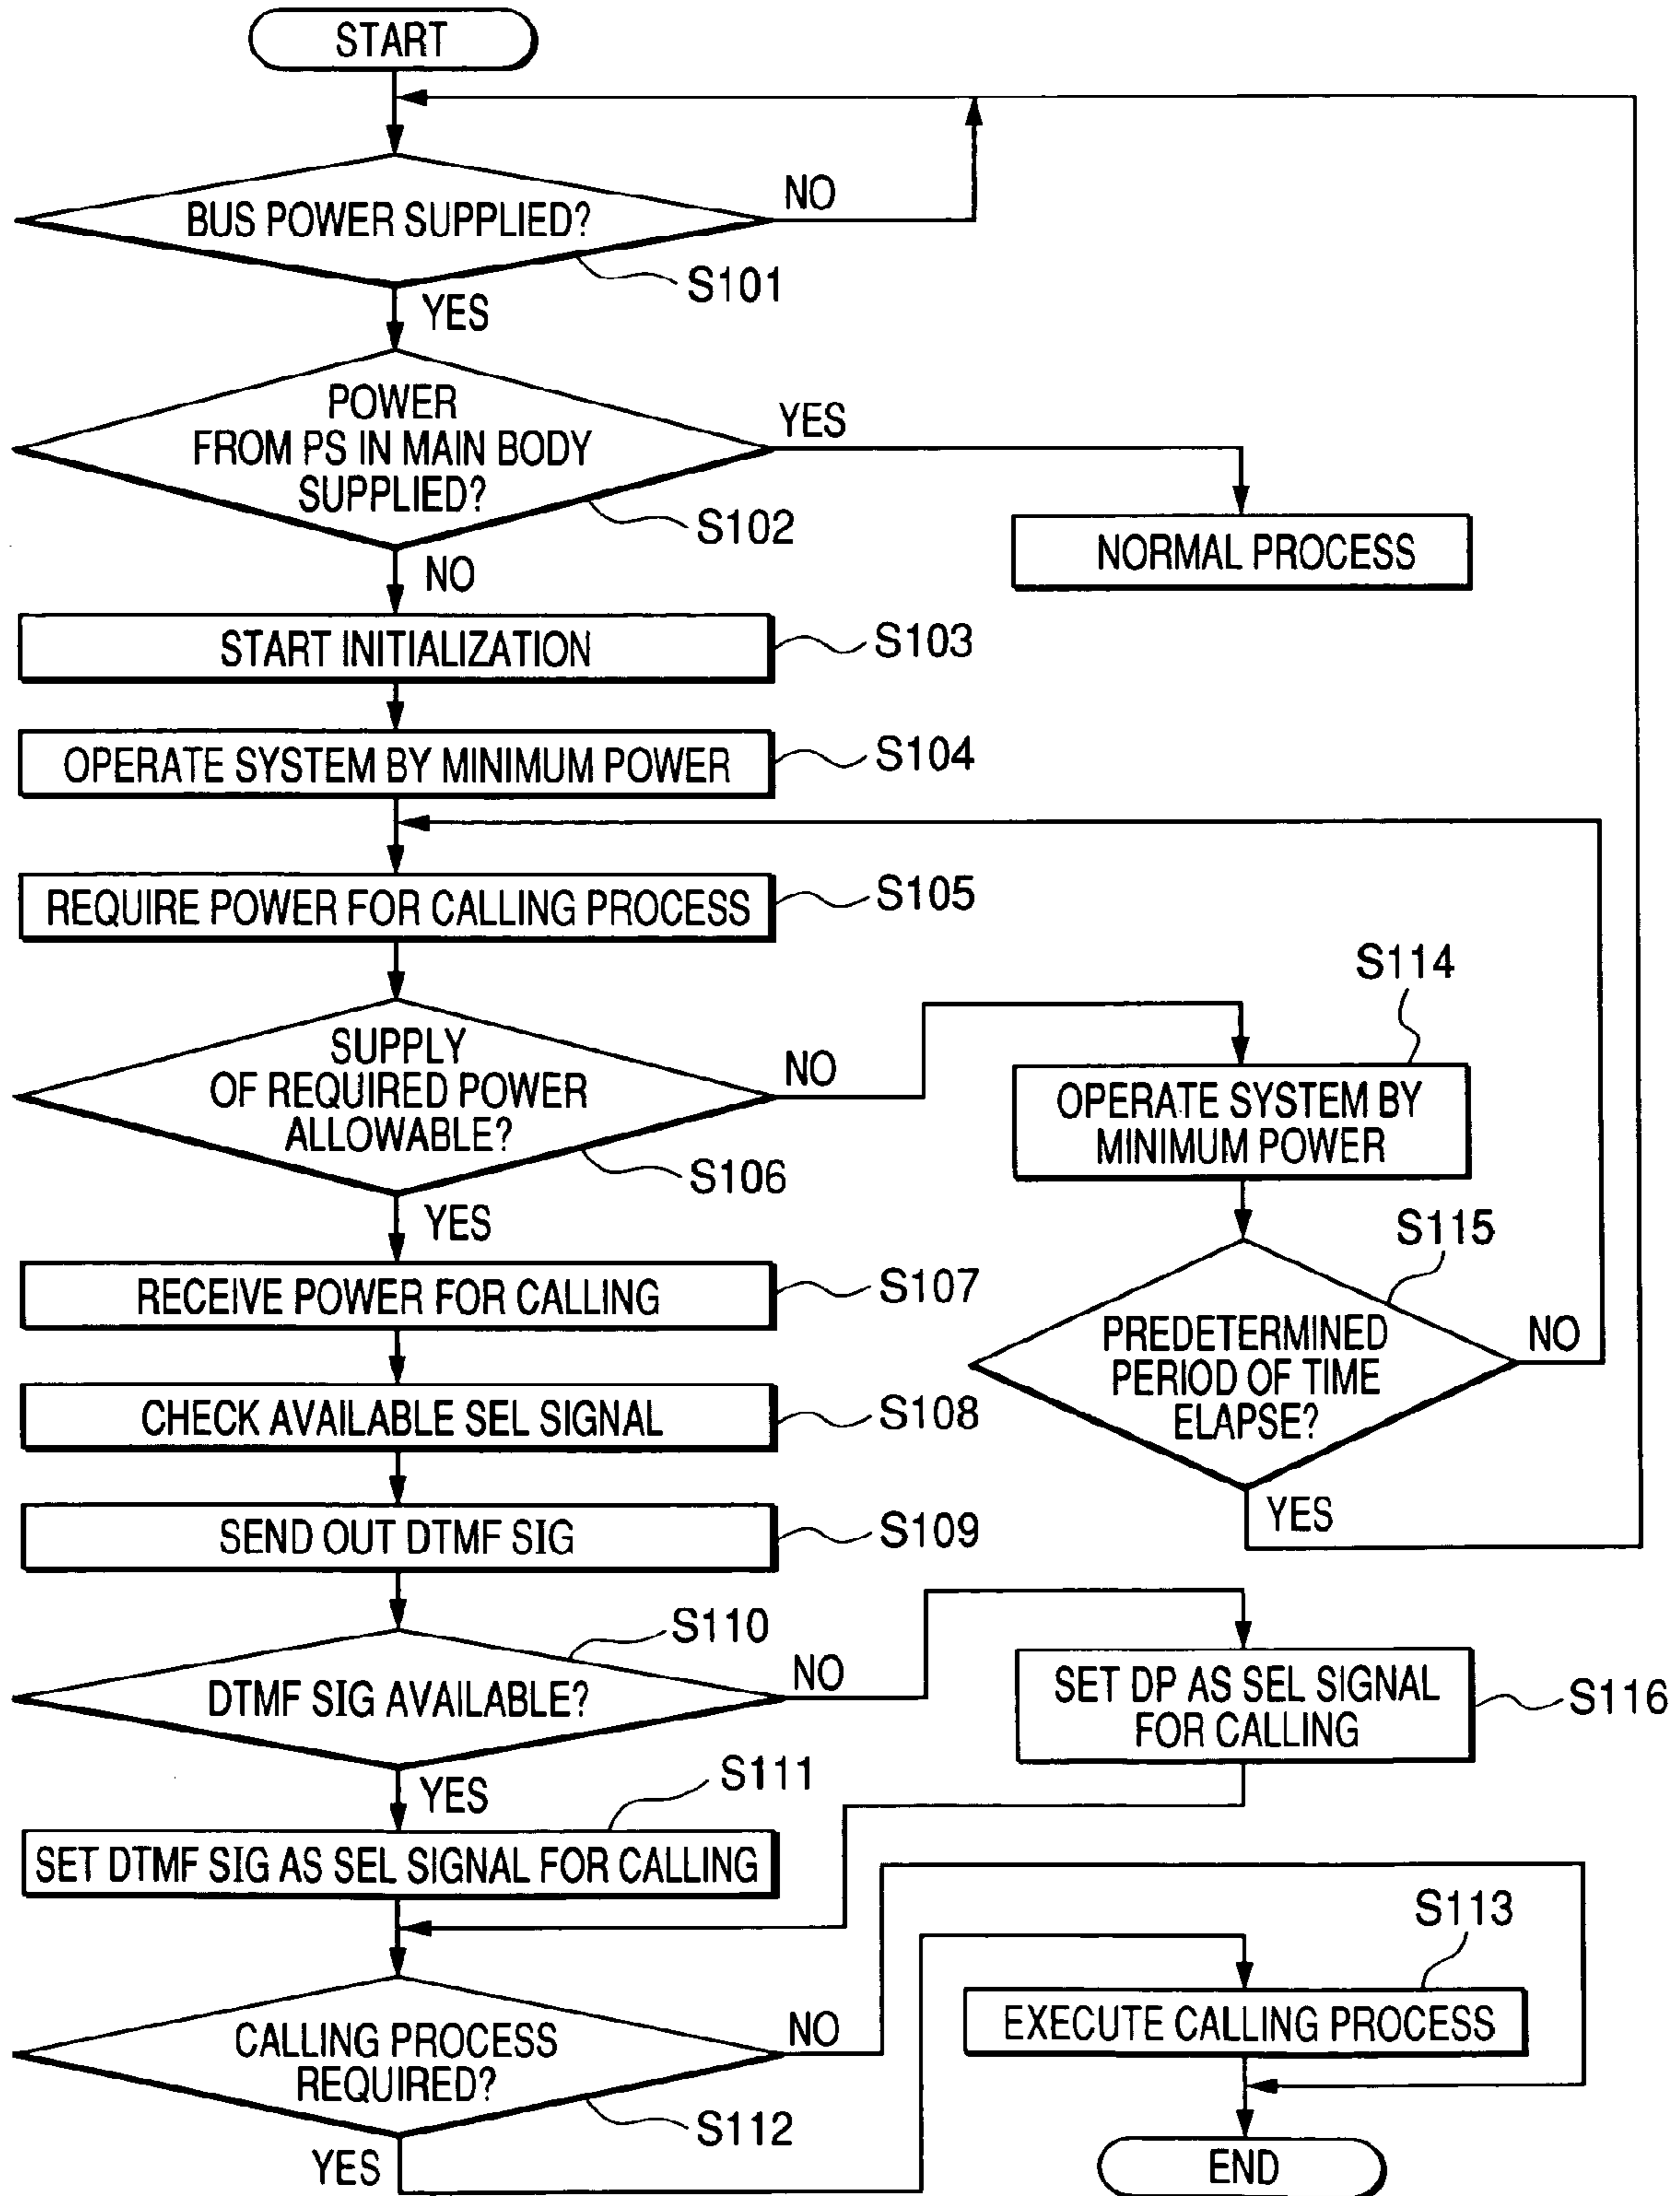 START
BUS POWER SUPPLIED?
NO
S101
YES
POWER
FROM PS IN MAIN BODY
SUPPLIED?
YES
S102
NORMAL PROCESS
NO
START INITIALIZATION
S103
OPERATE SYSTEM BY MINIMUM POWER
S104
REQUIRE POWER FOR CALLING PROCESS
S105
SUPPLY
OF REQUIRED POWER
ALLOWABLE?
NO
S106
S114
OPERATE SYSTEM BY
MINIMUM POWER
YES
S115
RECEIVE POWER FOR CALLING
S107
PREDETERMINED
PERIOD OF TIME
ELAPSE?
NO
CHECK AVAILABLE SEL SIGNAL
S108
YES
SEND OUT DTMF SIG
S109
S110
DTMF SIG AVAILABLE?
NO
SET DP AS SEL SIGNAL
FOR CALLING
S116
YES
S111
SET DTMF SIG AS SEL SIGNAL FOR CALLING
S113
CALLING PROCESS
REQUIRED?
NO
EXECUTE CALLING PROCESS
S112
YES
END